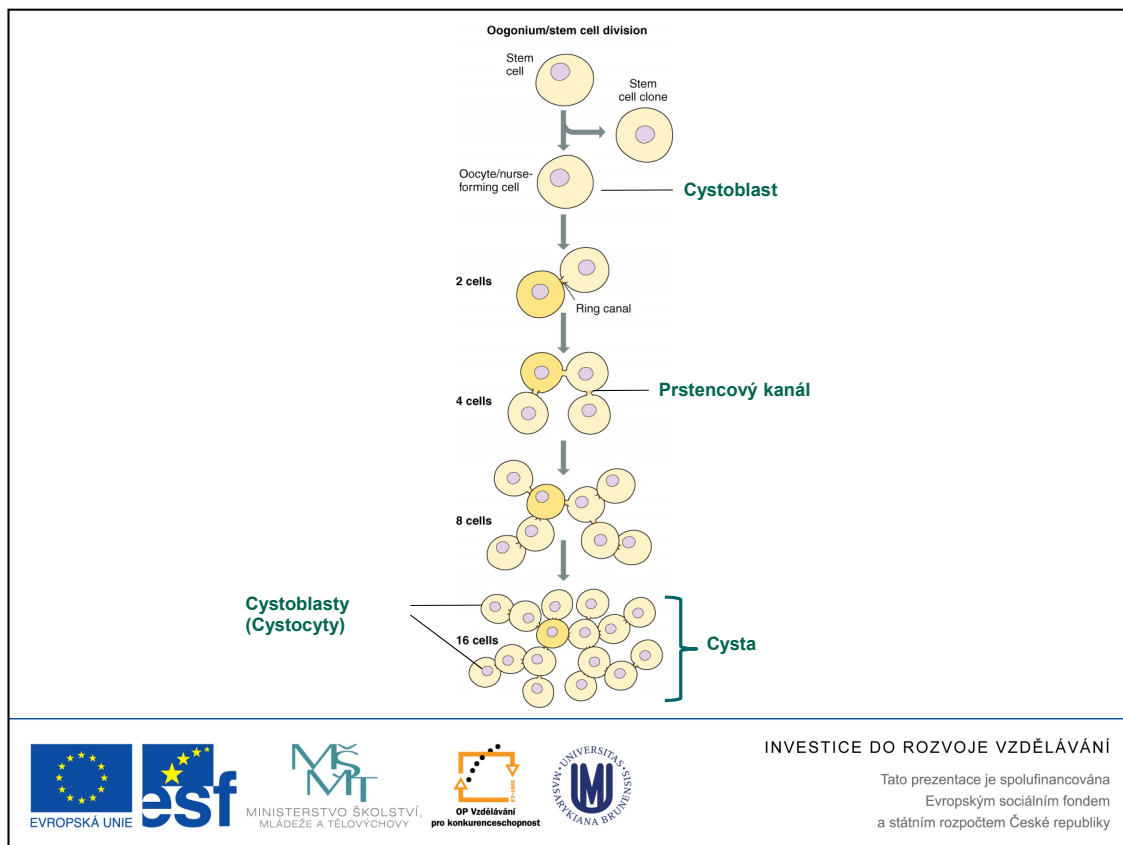 Oogonium/stem cell division
Stem
cell
Stem
cell clone
Oocyte/nurse-
forming cell
Cystoblast
2 cells
Ring canal
4 cells
Prstencový kanál
8 cells
Cystoblasty
(Cystocyty)
16 cells
Cysta
EVROPSKÁ UNIE
esf
MŠMT
MINISTERSTVO ŠKOLSTVÍ,
MLÁDEŽE A TĚLOVÝCHOVY
2007-13
OP Vzdělávání
pro konkurenceschopnost
UNIVERSITAS MASARYKIANA BRUNENSIS
INVESTICE DO ROZVOJE VZDĚLÁVÁNÍ
Tato prezentace je spolufinancována
Evropským sociálním fondem
a státním rozpočtem České republiky